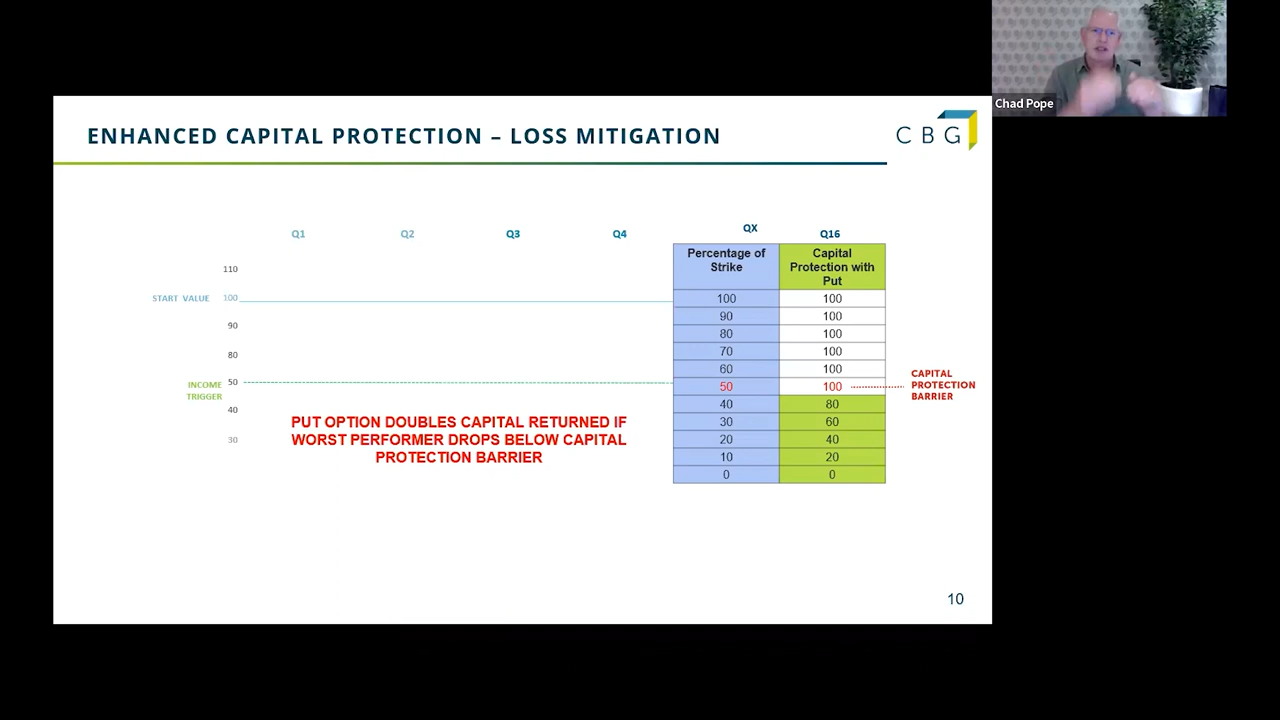 Chad Pope
ENHANCED CAPITAL PROTECTION – LOSS MITIGATION
CBG
Q1 Q2 Q3 Q4 QX Q16
Percentage of Strike
Capital Protection with Put
110
START VALUE 100
90
80
INCOME TRIGGER 50
40
30
100 100
90 100
80 100
70 100
60 100
50 100
40 80
30 60
20 40
10 20
0 0
CAPITAL
PROTECTION
BARRIER
PUT OPTION DOUBLES CAPITAL RETURNED IF
WORST PERFORMER DROPS BELOW CAPITAL
PROTECTION BARRIER
10